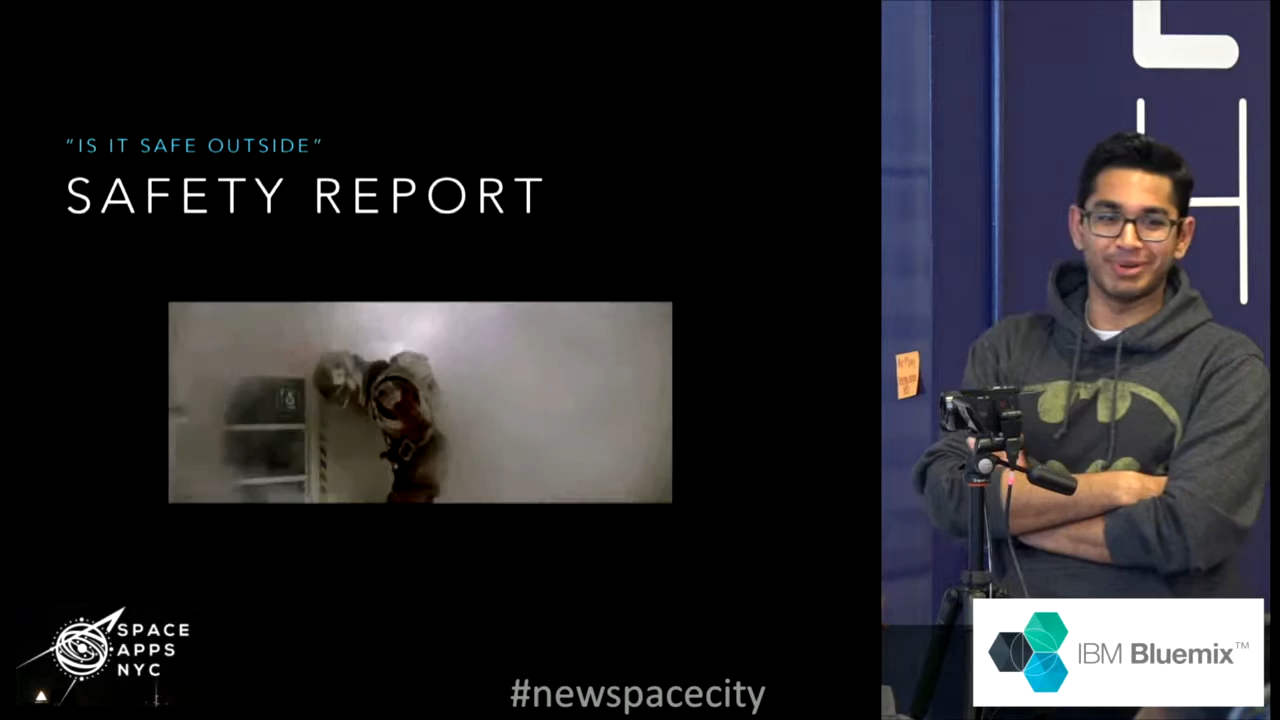 “IS IT SAFE OUTSIDE”
SAFETY REPORT
SPACE
APPS
NYC
#newspacecity
IBM Bluemix™